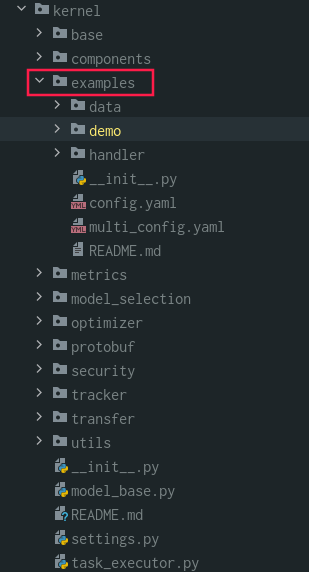 kernel
base
components
examples
data
demo
handler
__init__.py
config.yaml
multi_config.yaml
README.md
metrics
model_selection
optimizer
protobuf
security
tracker
transfer
utils
__init__.py
model_base.py
README.md
settings.py
task_executor.py